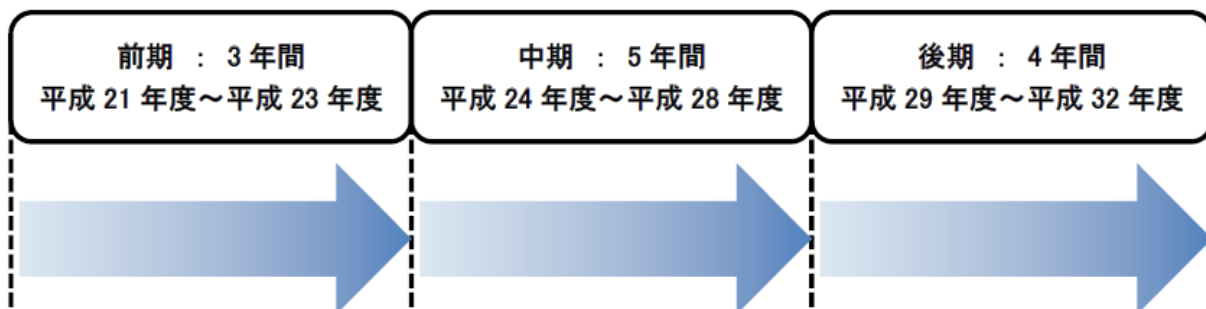 前期 : 3 年間
平成 21 年度～平成 23 年度
中期 : 5 年間
平成 24 年度～平成 28 年度
後期 : 4 年間
平成 29 年度～平成 32 年度